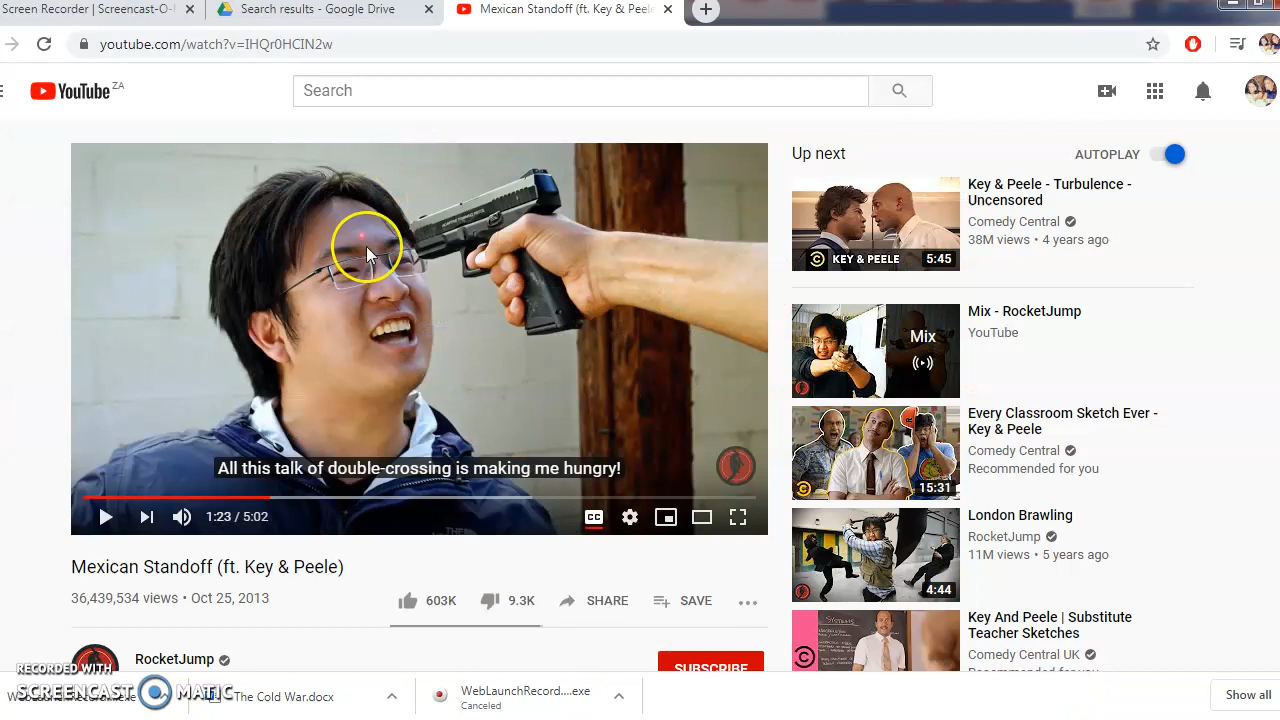 Screen Recorder | Screencast-O-
Search results - Google Drive
Mexican Standoff (ft. Key & Peele
youtube.com/watch?v=IHQr0HCIN2w
YouTube ZA
Search
All this talk of double-crossing is making me hungry!
1:23 / 5:02
CC
Mexican Standoff (ft. Key & Peele)
36,439,534 views • Oct 25, 2013
603K
9.3K
SHARE
SAVE
RocketJump
SUBSCRIBE
Up next
AUTOPLAY
KEY & PEELE
5:45
Key & Peele - Turbulence -
Uncensored
Comedy Central
38M views • 4 years ago
Mix
Mix - RocketJump
YouTube
15:31
Every Classroom Sketch Ever -
Key & Peele
Comedy Central
Recommended for you
4:44
London Brawling
RocketJump
11M views • 5 years ago
Key And Peele | Substitute
Teacher Sketches
Comedy Central UK
Recommended for you
RECORDED WITH
SCREENCAST MATIC
The Cold War.docx
WebLaunchRecord....exe
Canceled
Show all